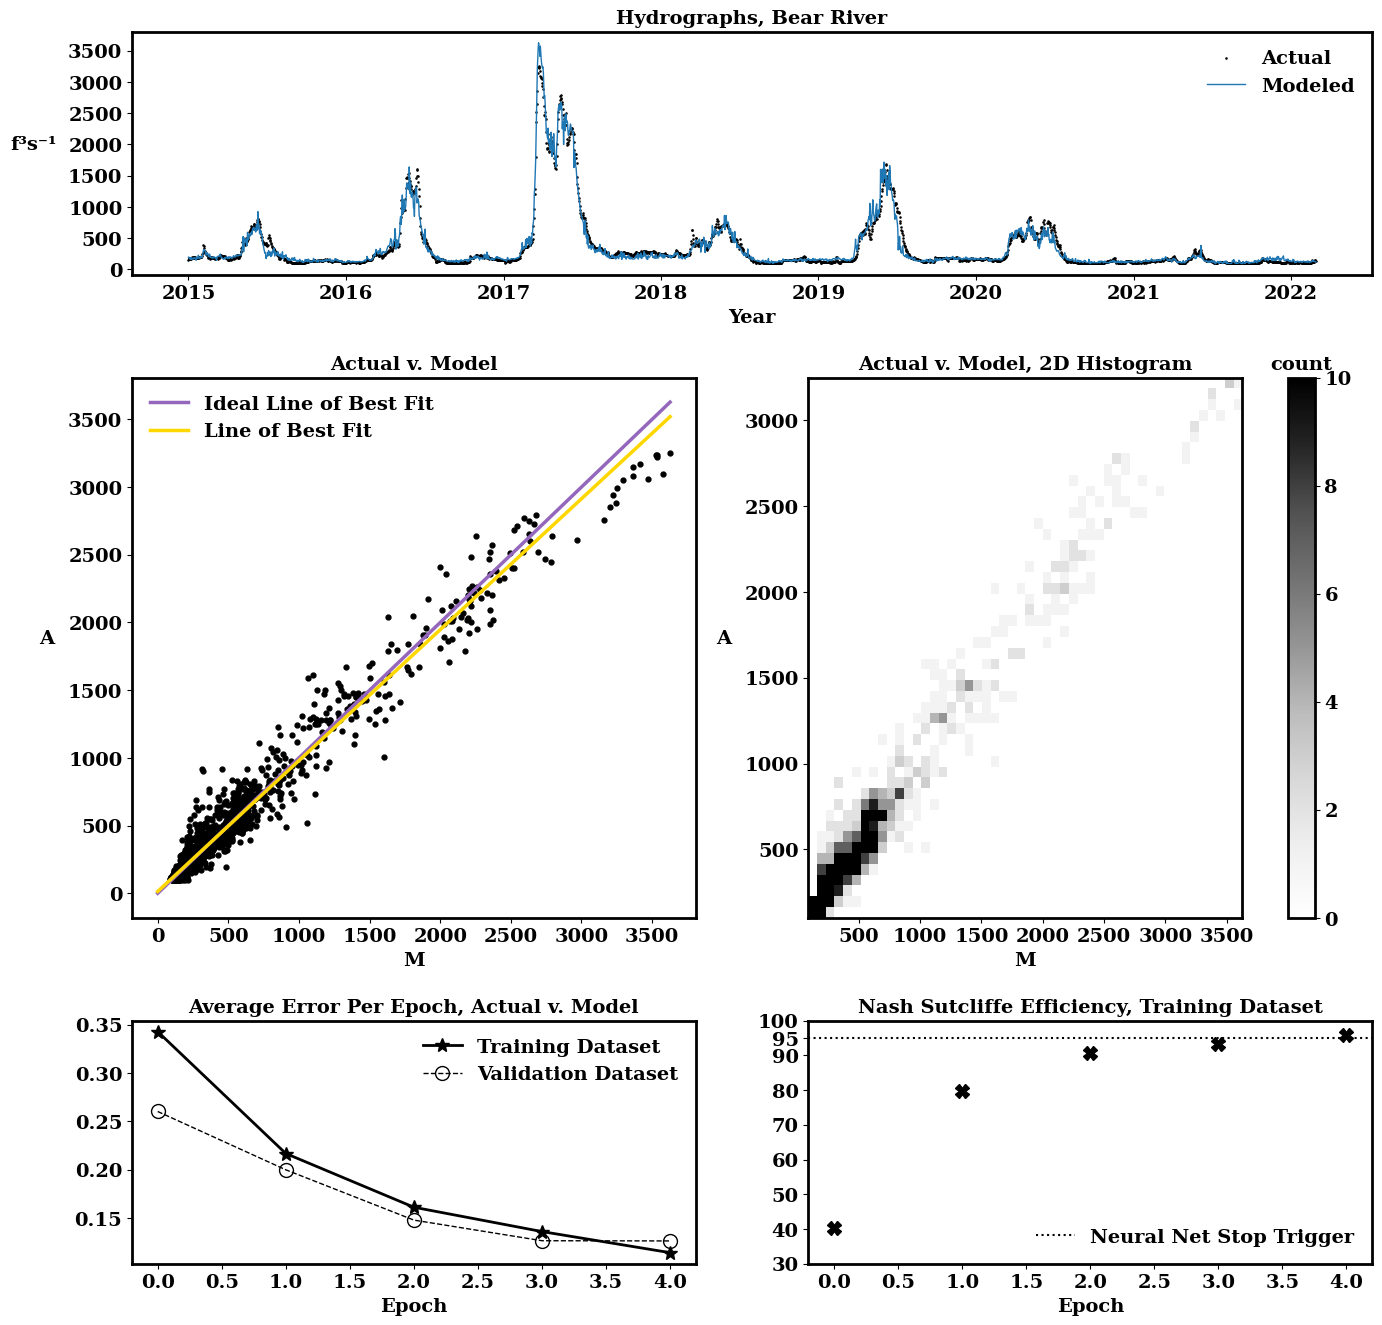 Hydrographs, Bear River
3500
3000
2500
2000
1500
1000
500
0
f³s⁻¹
Actual
Modeled
2015 2016 2017 2018 2019 2020 2021 2022
Year
Actual v. Model
3500
3000
2500
2000
1500
1000
500
0
A
Ideal Line of Best Fit
Line of Best Fit
0 500 1000 1500 2000 2500 3000 3500
M
Actual v. Model, 2D Histogram
3000
2500
2000
1500
1000
500
A
500 1000 1500 2000 2500 3000 3500
M
count
10
8
6
4
2
0
Average Error Per Epoch, Actual v. Model
0.35
0.30
0.25
0.20
0.15
Training Dataset
Validation Dataset
0.0 0.5 1.0 1.5 2.0 2.5 3.0 3.5 4.0
Epoch
Nash Sutcliffe Efficiency, Training Dataset
100
95
90
80
70
60
50
40
30
Neural Net Stop Trigger
0.0 0.5 1.0 1.5 2.0 2.5 3.0 3.5 4.0
Epoch